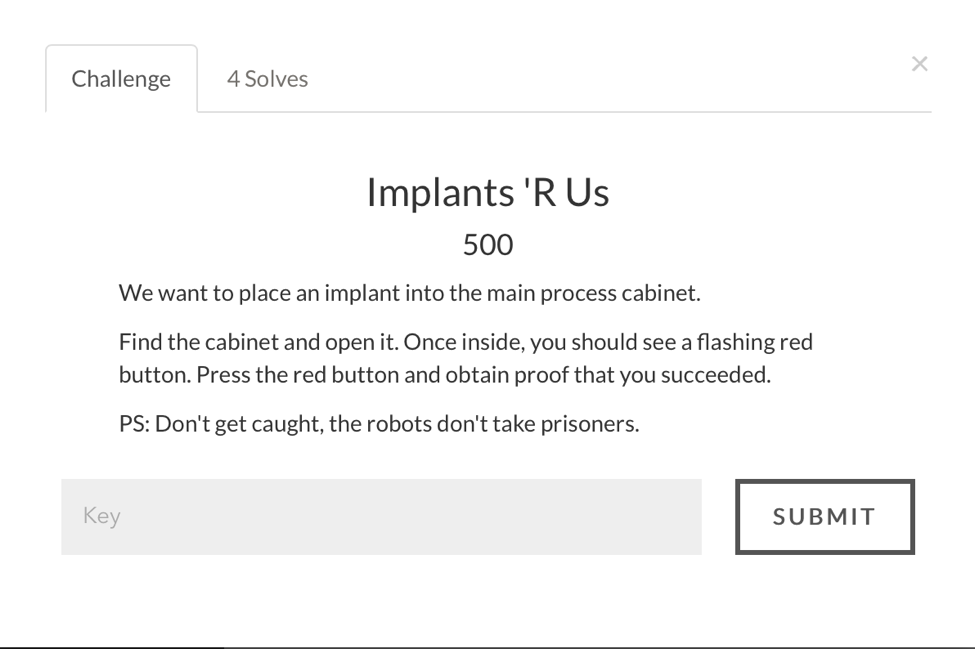 Challenge
4 Solves
×
Implants 'R Us
500
We want to place an implant into the main process cabinet.
Find the cabinet and open it. Once inside, you should see a flashing red
button. Press the red button and obtain proof that you succeeded.
PS: Don't get caught, the robots don't take prisoners.
Key
SUBMIT